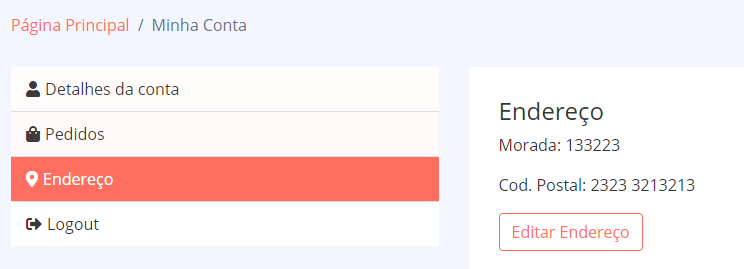 Página Principal / Minha Conta
Detalhes da conta
Pedidos
Endereço
Logout
Endereço
Morada: 133223
Cod. Postal: 2323 3213213
Editar Endereço